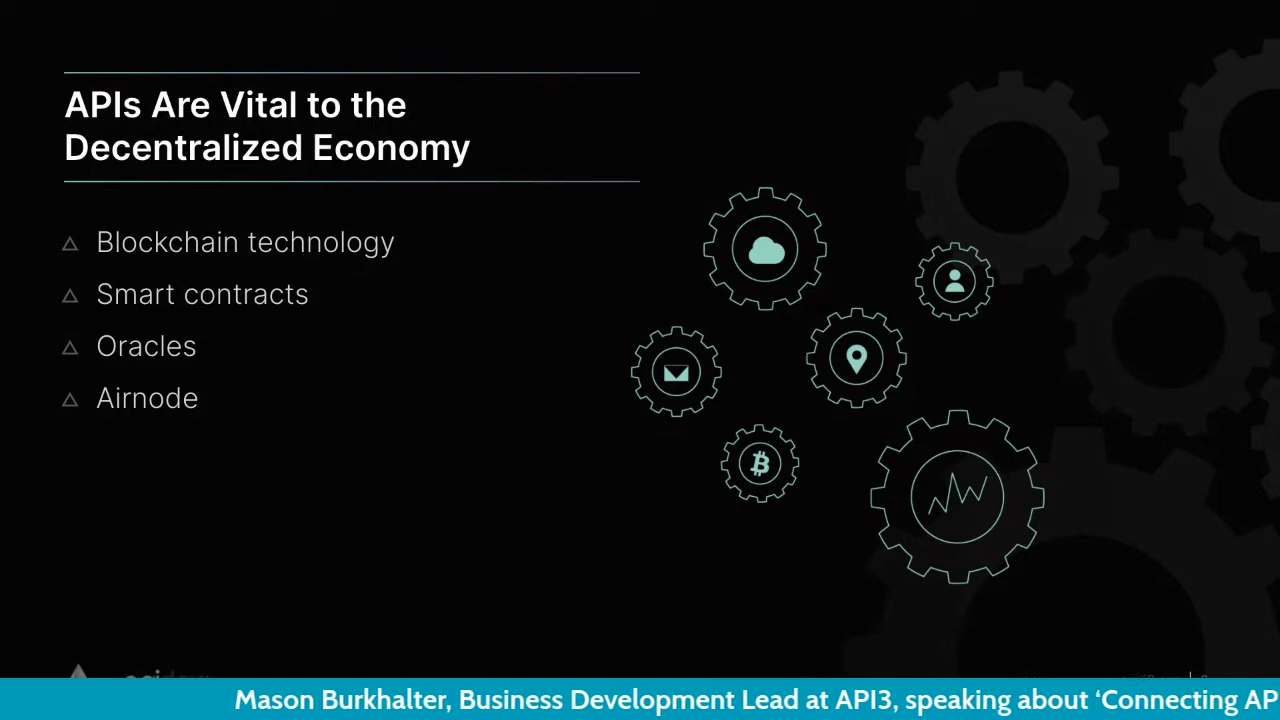 APIs Are Vital to the
Decentralized Economy
Blockchain technology
Smart contracts
Oracles
Airnode
Mason Burkhalter, Business Development Lead at API3, speaking about ‘Connecting AP